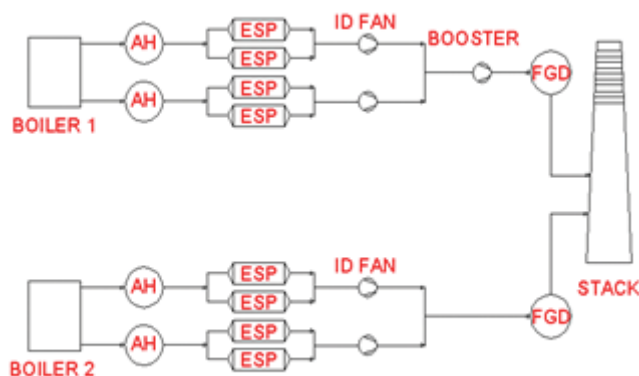 ESP
ID FAN
AH
BOOSTER
ESP
FGD
ESP
AH
ESP
BOILER 1
ESP
ID FAN
AH
STACK
ESP
FGD
ESP
AH
ESP
BOILER 2